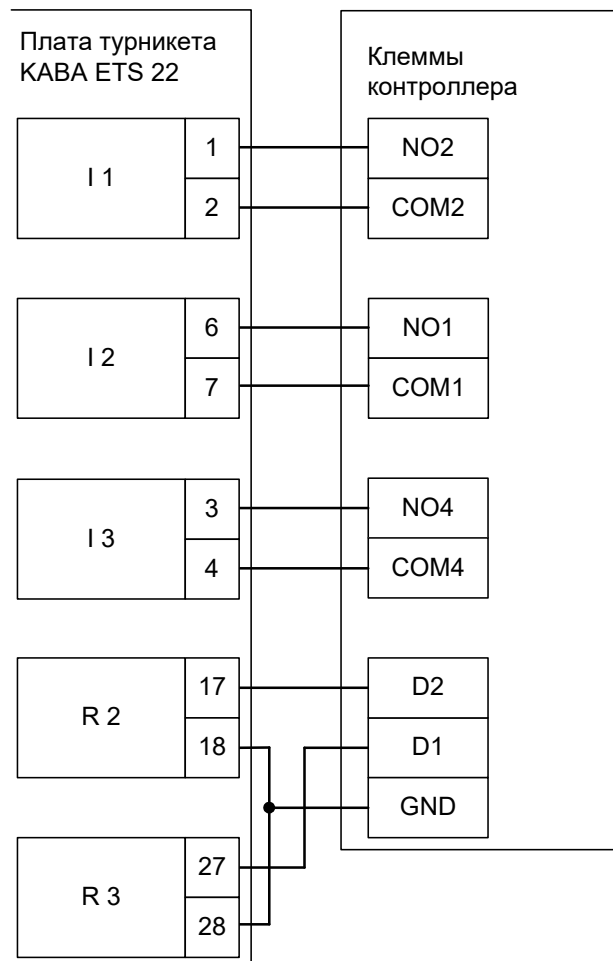 Плата турникета
KABA ETS 22
Клеммы
контроллера
I 1
1
2
NO2
COM2
I 2
6
7
NO1
COM1
I 3
3
4
NO4
COM4
R 2
17
18
D2
D1
GND
R 3
27
28